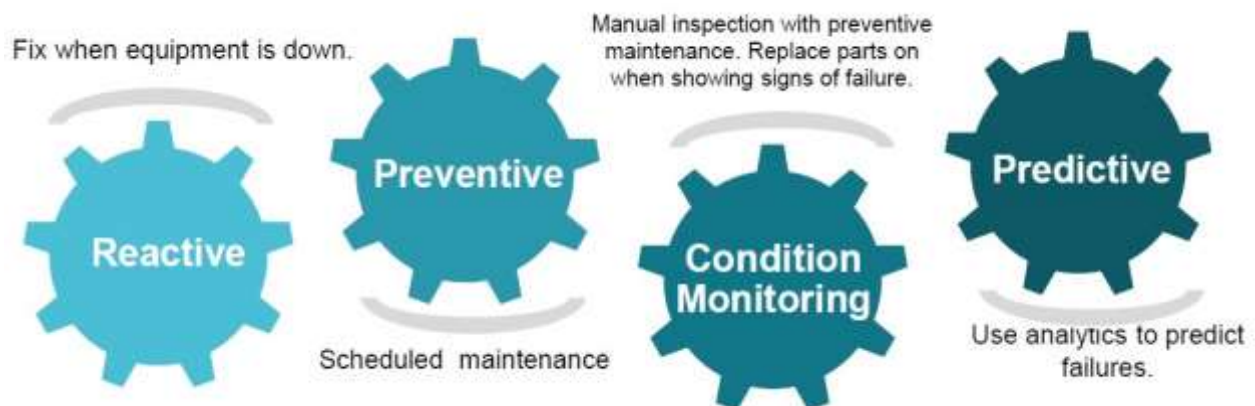 Fix when equipment is down.
Reactive
Preventive
Scheduled maintenance
Manual inspection with preventive
maintenance. Replace parts on
when showing signs of failure.
Condition
Monitoring
Predictive
Use analytics to predict
failures.